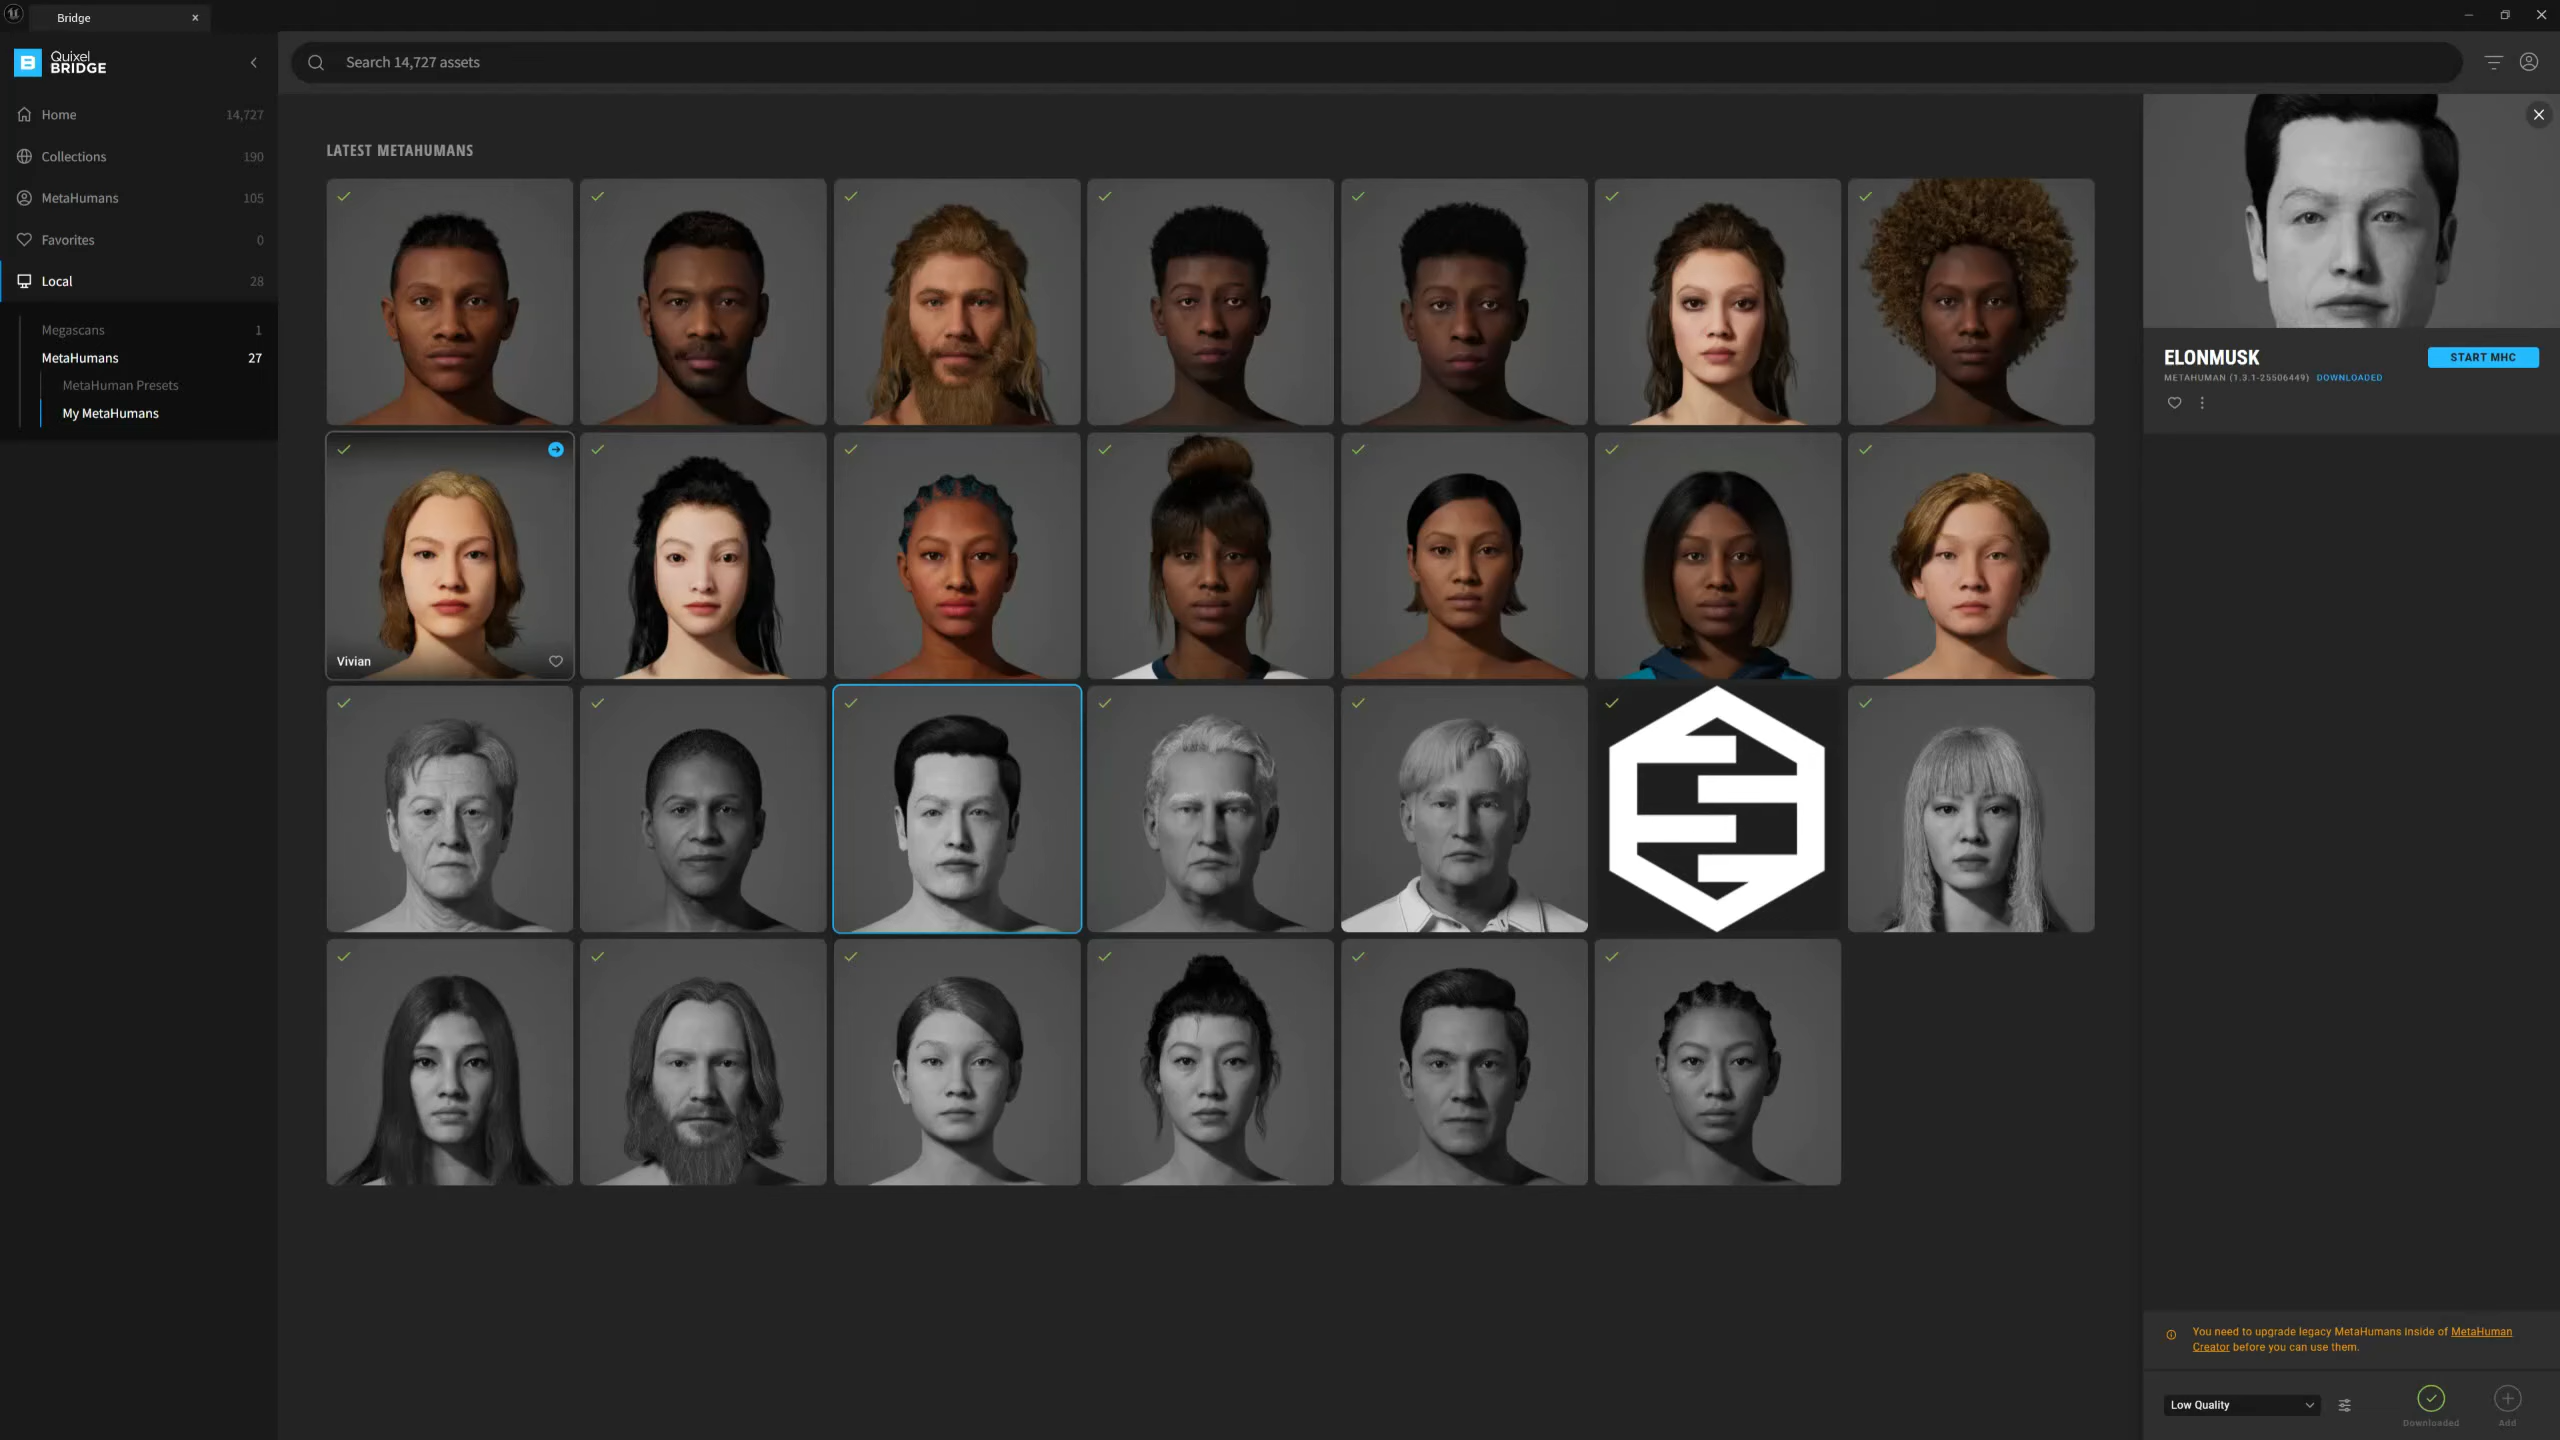 Bridge
Quixel
BRIDGE
Search 14,727 assets
Home 14,727
Collections 190
MetaHumans 105
Favorites 0
Local 28
Megascans 1
MetaHumans 27
MetaHuman Presets
My MetaHumans
LATEST METAHUMANS
Vivian
ELONMUSK
START MHC
METAHUMAN (1.3.1-25506449) DOWNLOADED
You need to upgrade legacy MetaHumans inside of MetaHuman
Creator before you can use them.
Low Quality
Downloaded
Add